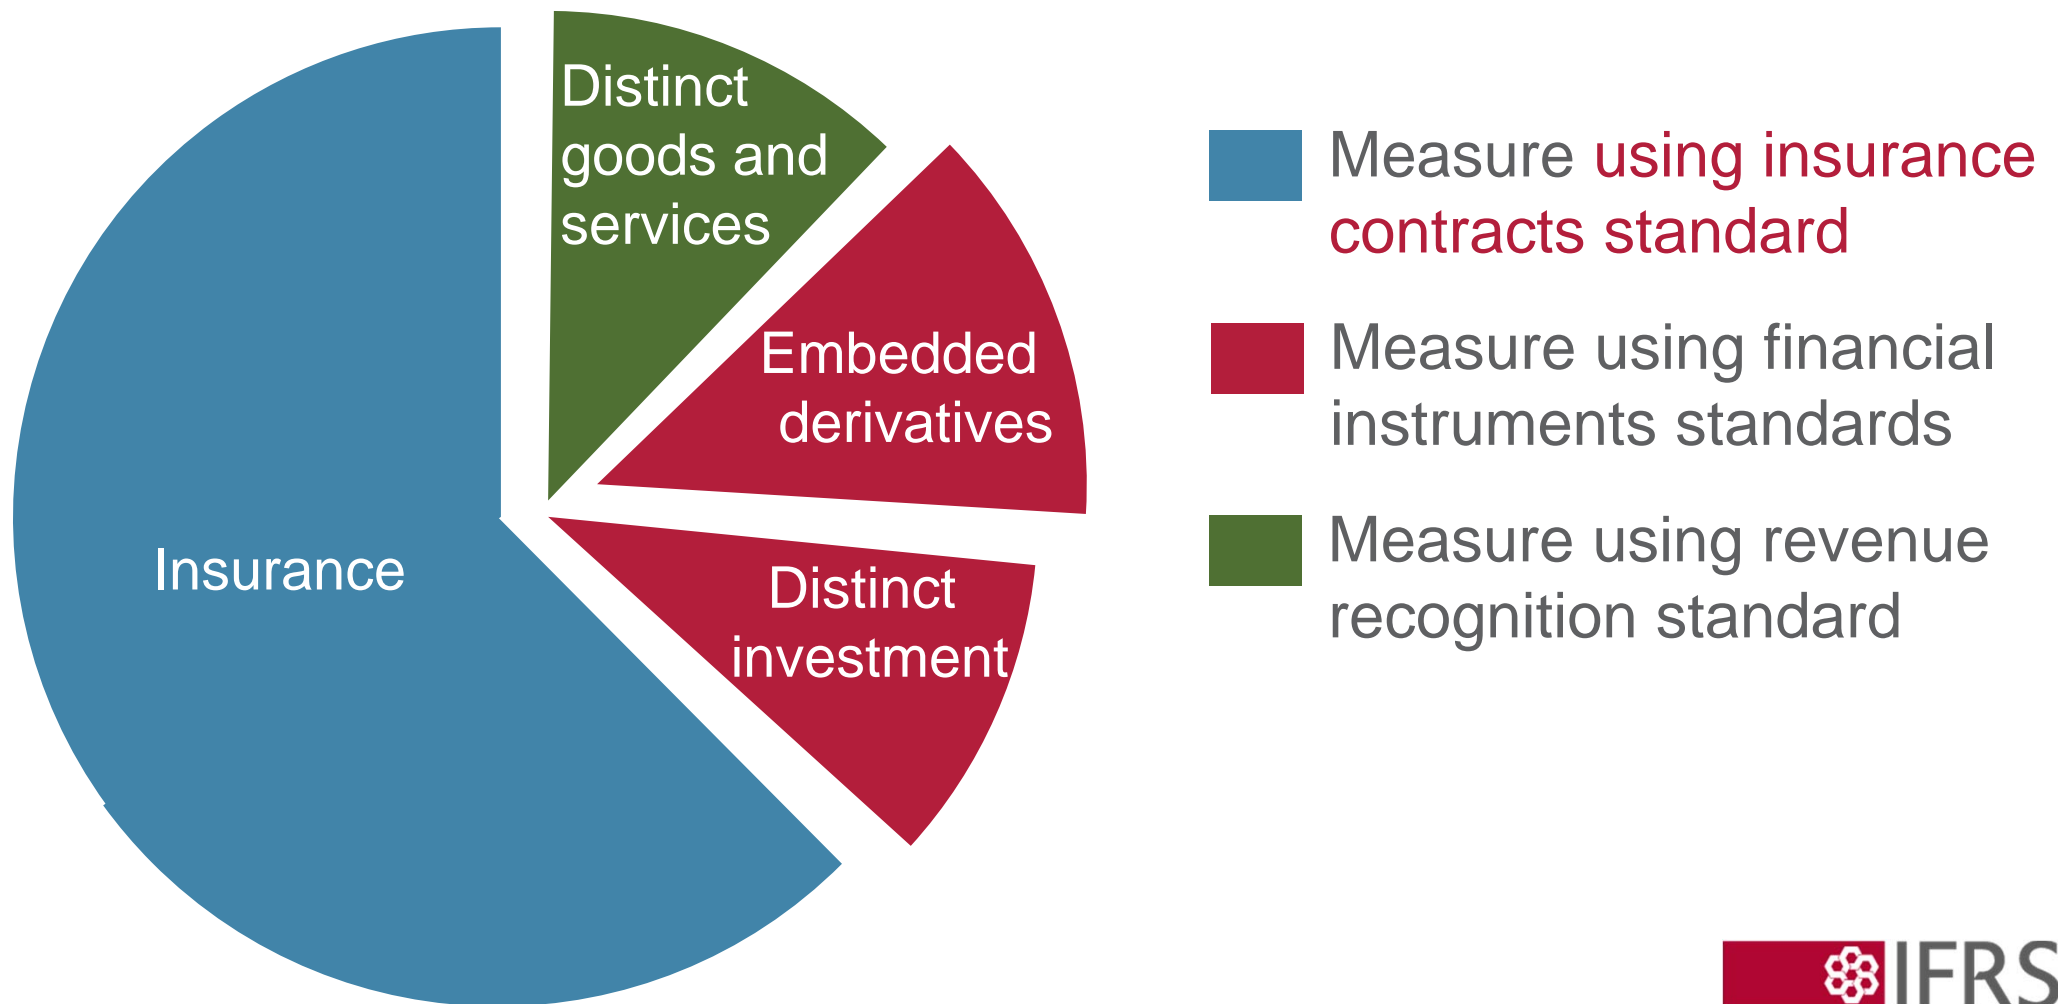 Distinct
goods and
services
Embedded
derivatives
Distinct
investment
Insurance
Measure using insurance
contracts standard
Measure using financial
instruments standards
Measure using revenue
recognition standard
IFRS